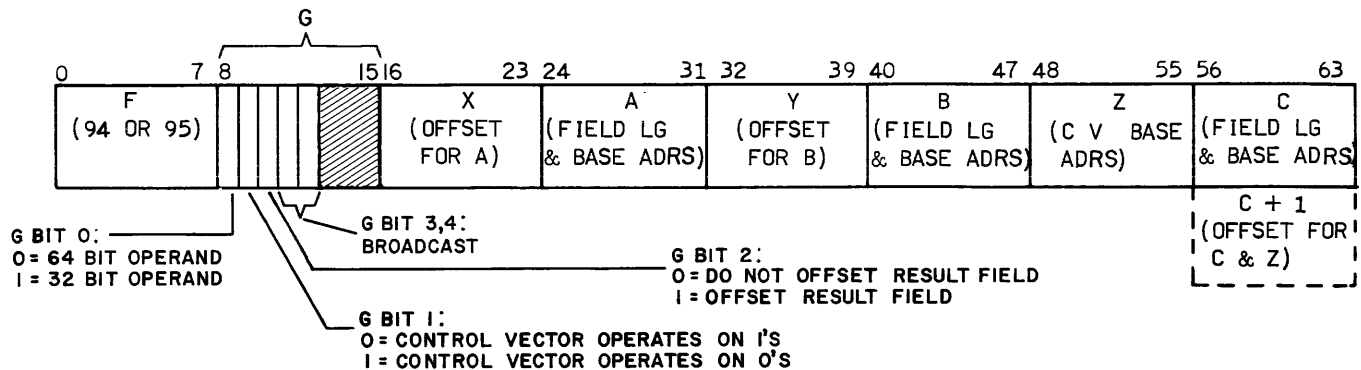 G
0 7 8 15 16 23 24 31 32 39 40 47 48 55 56 63
F
(94 OR 95)
X
(OFFSET
FOR A)
A
(FIELD LG
& BASE ADRS)
Y
(OFFSET
FOR B)
B
(FIELD LG
& BASE ADRS)
Z
(C V BASE
ADRS)
C
(FIELD LG
& BASE ADRS)
C + 1
(OFFSET FOR
C & Z)
G BIT 0:
0 = 64 BIT OPERAND
1 = 32 BIT OPERAND
G BIT 3,4:
BROADCAST
G BIT 2:
0 = DO NOT OFFSET RESULT FIELD
1 = OFFSET RESULT FIELD
G BIT 1:
0 = CONTROL VECTOR OPERATES ON 1'S
1 = CONTROL VECTOR OPERATES ON 0'S